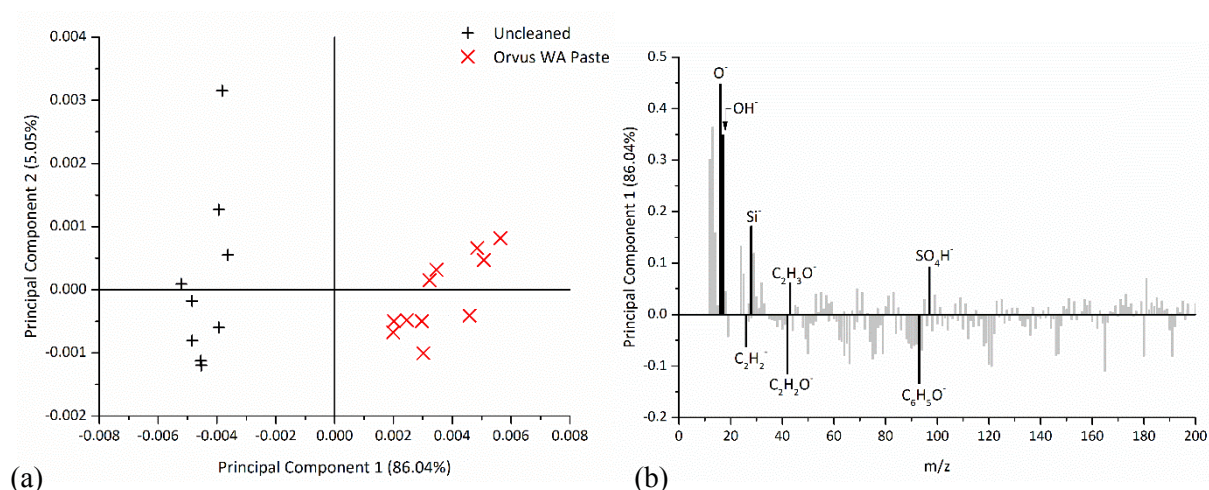 + Uncleaned
× Orvus WA Paste
0.004
0.003
0.002
0.001
0.000
-0.001
-0.002
-0.008 -0.006 -0.004 -0.002 0.000 0.002 0.004 0.006 0.008
Principal Component 2 (5.05%)
Principal Component 1 (86.04%)
(a)
0.5
0.4
0.3
0.2
0.1
0.0
-0.1
-0.2
Principal Component 1 (86.04%)
O⁻
OH⁻
Si⁻
C₂H₃O⁻
SO₄H⁻
C₂H₂⁻
C₂H₂O⁻
C₆H₅O⁻
0 20 40 60 80 100 120 140 160 180 200
m/z
(b)